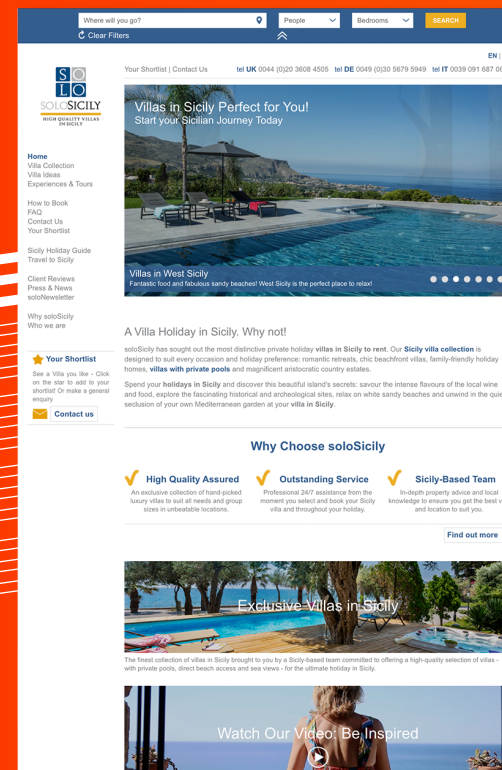 Where will you go?
People
Bedrooms
SEARCH
Clear Filters
EN |
Your Shortlist | Contact Us
tel UK 0044 (0)20 3608 4505 tel DE 0049 (0)30 5679 5949 tel IT 0039 091 687
SO
LO
SOLOSICILY
HIGH QUALITY VILLAS
IN SICILY
Villas in Sicily Perfect for You!
Start your Sicilian Journey Today
Villas in West Sicily
Fantastic food and fabulous sandy beaches! West Sicily is the perfect place to relax!
Home
Villa Collection
Villa Ideas
Experiences & Tours
How to Book
FAQ
Contact Us
Your Shortlist
Sicily Holiday Guide
Travel to Sicily
Client Reviews
Press & News
soloNewsletter
Why soloSicily
Who we are
Your Shortlist
See a Villa you like - Click
on the star to add to your
shortlist! Or make a general
enquiry
Contact us
A Villa Holiday in Sicily. Why not!
soloSicily has sought out the most distinctive private holiday villas in Sicily to rent. Our Sicily villa collection is
designed to suit every occasion and holiday preference: romantic retreats, chic beachfront villas, family-friendly holiday
homes, villas with private pools and magnificent aristocratic country estates.
Spend your holidays in Sicily and discover this beautiful island's secrets: savour the intense flavours of the local wine
and food, explore the fascinating historical and archeological sites, relax on white sandy beaches and unwind in the
seclusion of your own Mediterranean garden at your villa in Sicily.
Why Choose soloSicily
High Quality Assured
An exclusive collection of hand-picked
luxury villas to suit all needs and group
sizes in unbeatable locations.
Outstanding Service
Professional 24/7 assistance from the
moment you select and book your Sicily
villa and throughout your holiday.
Sicily-Based Team
In-depth property advice and local
knowledge to ensure you get the best
and location to suit you.
Find out more
Exclusive Villas in Sicily
The finest collection of villas in Sicily brought to you by a Sicily-based team committed to offering a high-quality selection of villas -
with private pools, direct beach access and sea views - for the ultimate holiday in Sicily.
Watch Our Video: Be Inspired